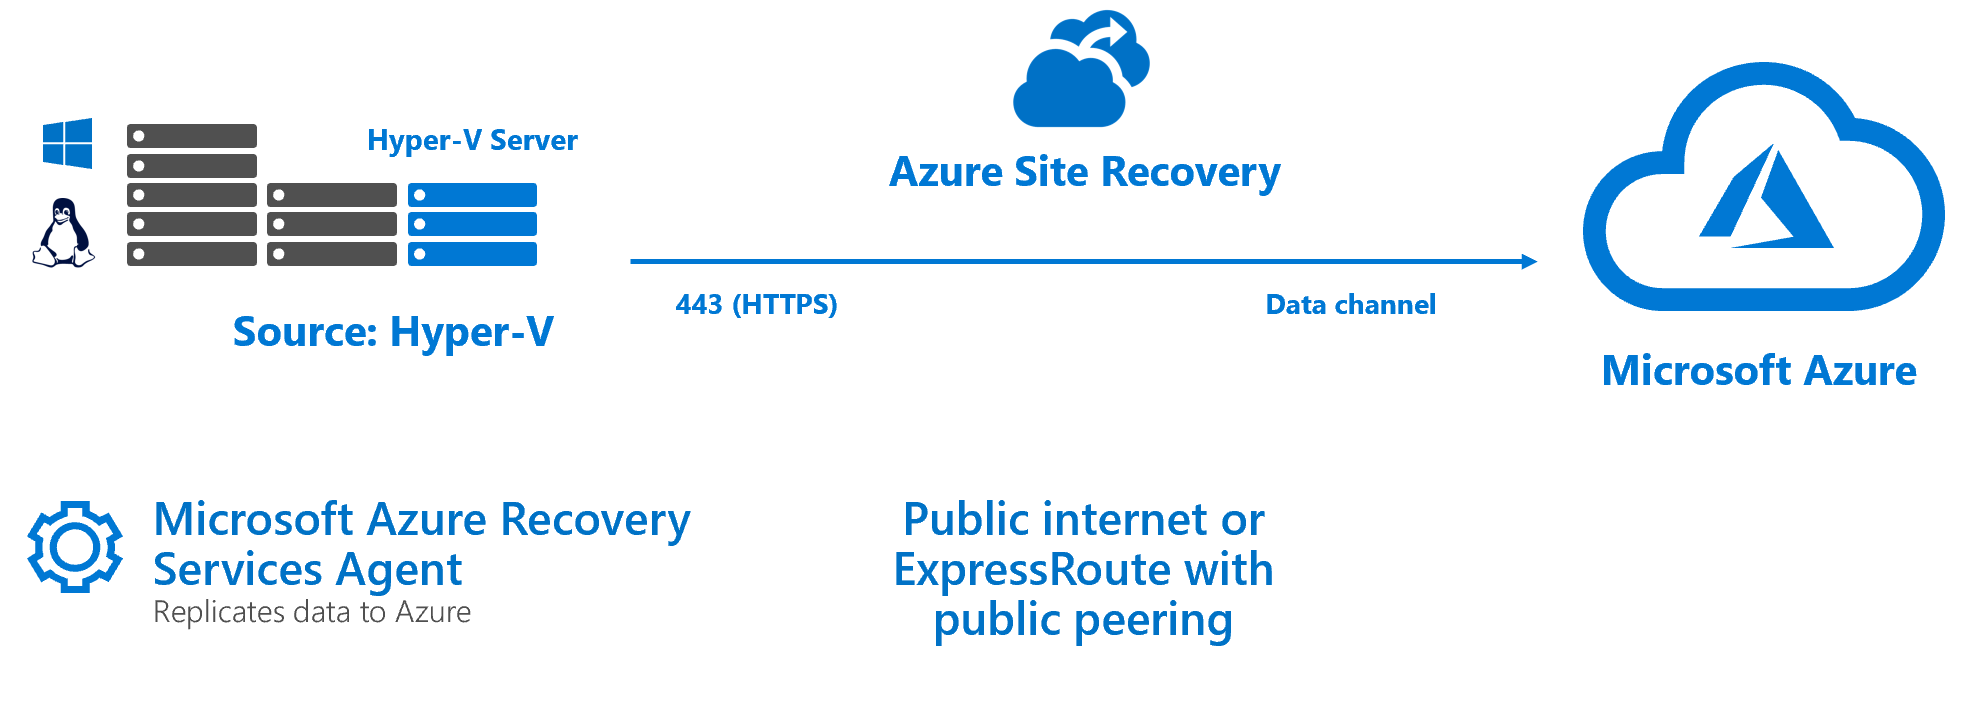 Hyper-V Server
Azure Site Recovery
443 (HTTPS)
Data channel
Source: Hyper-V
Microsoft Azure
Microsoft Azure Recovery
Services Agent
Replicates data to Azure
Public internet or
ExpressRoute with
public peering